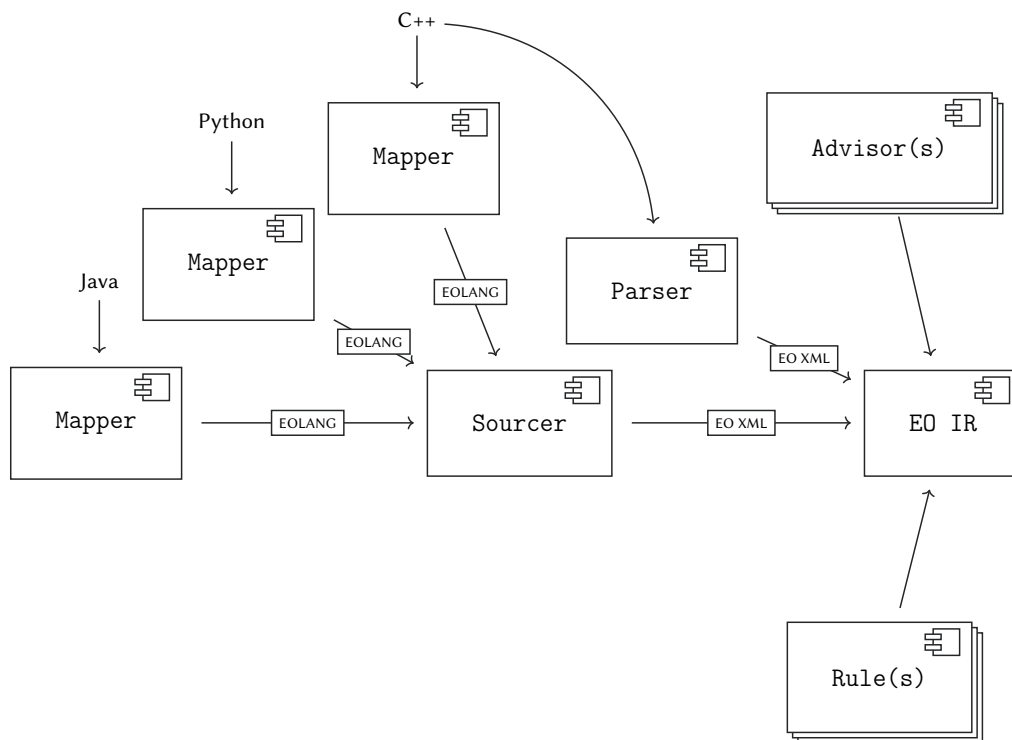 C++
Python
Mapper
Advisor(s)
Mapper
Java
Parser
EOLANG
EOLANG
EO XML
Mapper
EOLANG
Sourcer
EO XML
EO IR
Rule(s)